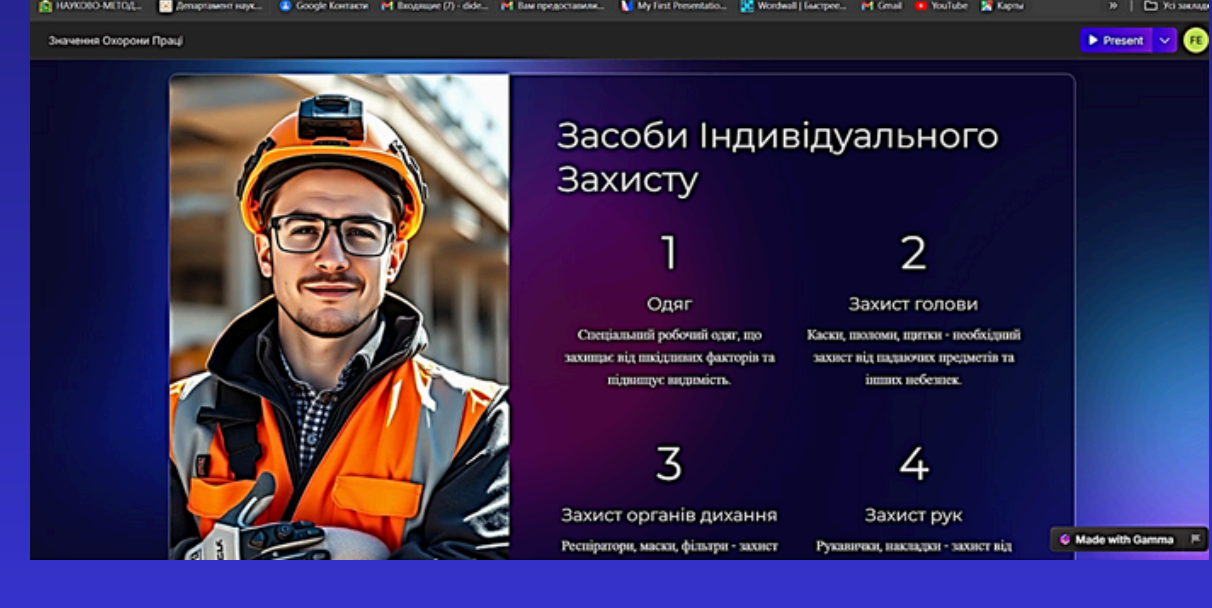 НАУКОВО-МЕТОД... Департамент наук... Google Контакти Входящие (7) - dide... Вам предоставили... My First Presentatio... Wordwall | Быстрее... Gmail YouTube Карты » Усі заклад
Значення Охорони Праці
Present
FE
Засоби Індивідуального
Захисту
1
Одяг
Спеціальний робочий одяг, що
захищає від шкідливих факторів та
підвищує видимість.
2
Захист голови
Каски, шоломи, щитки - необхідний
захист від падаючих предметів та
інших небезпек.
3
Захист органів дихання
Респіратори, маски, фільтри - захист
4
Захист рук
Рукавички, накладки - захист від
Made with Gamma